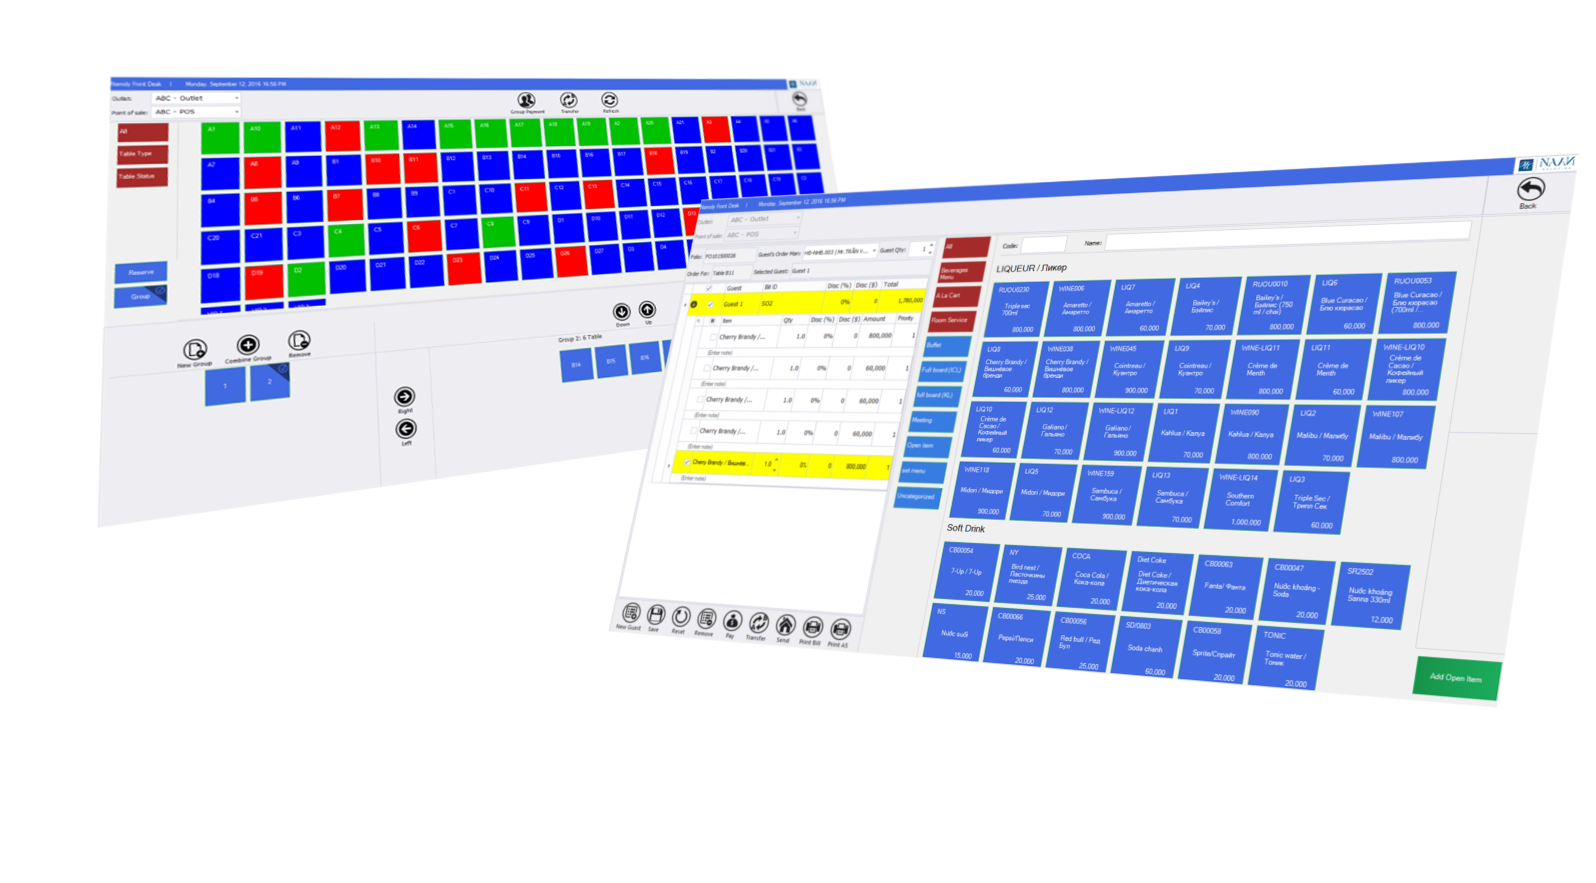 Remoly Front Desk | Monday, September 12, 2016 16:56 PM
NAAN
Outlet: ABC - Outlet
Point of sale: ABC - POS
Group Payment Transfer Refresh Back
All
Table Type
Table Status
A1 A10 A11 A12 A13 A14 A15 A16 A17 A18 A19 A2 A20 A21 A3 A4 A5 A6
A7 A8 A9 B1 B10 B11 B12 B13 B14 B15 B16 B17 B18 B19 B2 B20 B21 B3
B4 B5 B6 B7 B8 B9 C1 C10 C11 C12 C13 C14 C15 C16 C17 C18 C19 C2
C20 C21 C3 C4 C5 C6 C7 C8 C9 D1 D10 D11 D12 D13
D18 D19 D2 D20 D21 D22 D23 D24 D25 D26 D27 D3 D4
Reserve
Group
New Group Combine Group Remove
1 2
Down Up
Group 2: 6 Table
B14 B15 B16
Right
Left
Remoly Front Desk | Monday, September 12, 2016 16:56 PM
NAAN
SOLUTION
Outlet: ABC - Outlet
Point of sale: ABC - POS
Back
Folio: PO101500026 Guest's Order Man: HD-NHB.003 | Mr.TRẦN V... Guest Qty: 1
Order For: Table B11 Selected Guest: Guest 1
Guest Bill ID Disc (%) Disc ($) Total
Guest 1 SO2 0% 0 1,780,000
Item Qty Disc (%) Disc ($) Amount Priority
Cherry Brandy /... 1.0 0% 0 800,000 1
(Enter note)
Cherry Brandy /... 1.0 0% 0 60,000 1
(Enter note)
Cherry Brandy /... 1.0 0% 0 60,000 1
(Enter note)
Cherry Brandy /... 1.0 0% 0 60,000 1
(Enter note)
Cherry Brandy / Вишнёв... 1.0 0% 0 800,000 1
(Enter note)
New Guest Save Reset Remove Pay Transfer Send Print Bill Print A5
All
Beverages Menu
A La Cart
Room Service
Buffet
Full board (ICL)
full board (KL)
Meeting
Open item
set menu
Uncategorized
Code: Name:
LIQUEUR / Ликер
RUOU0230 Triple sec 700ml 800,000
WINE006 Amaretto / Амаретто 800,000
LIQ7 Amaretto / Амаретто 60,000
LIQ4 Bailey's / Бэйлис 70,000
RUOU0010 Bailey's / Бэйлис (750 ml / chai) 800,000
LIQ6 Blue Curacao / Блю кюрасао 60,000
RUOU0053 Blue Curacao / Блю кюрасао (700ml /... 800,000
LIQ8 Cherry Brandy / Вишнёвое бренди 60,000
WINE038 Cherry Brandy / Вишнёвое бренди 800,000
WINE045 Cointreau / Куантро 900,000
LIQ9 Cointreau / Куантро 70,000
WINE-LIQ11 Crème de Menth 800,000
LIQ11 Crème de Menth 60,000
WINE-LIQ10 Crème de Cacao / Кофейный ликер 800,000
LIQ10 Crème de Cacao / Кофейный ликер 60,000
LIQ12 Galiano / Гальяно 70,000
WINE-LIQ12 Galiano / Гальяно 900,000
LIQ1 Kahlua / Калуа 70,000
WINE090 Kahlua / Калуа 800,000
LIQ2 Malibu / Малибу 70,000
WINE107 Malibu / Малибу 800,000
WINE118 Midori / Мидори 900,000
LIQ5 Midori / Мидори 70,000
WINE159 Sambuca / Самбука 900,000
LIQ13 Sambuca / Самбука 70,000
WINE-LIQ14 Southern Comfort 1,000,000
LIQ3 Triple Sec / Трипл Сек 60,000
Soft Drink
CB00054 7-Up / 7-Up 20,000
NY Bird nest / Ласточкины гнезда 25,000
COCA Coca Cola / Кока-кола 20,000
Diet Coke Diet Coke / Диетическая кока-кола 20,000
CB00063 Fanta/ Фанта 20,000
CB00047 Nước khoáng - Soda 20,000
SR2502 Nước khoáng Sanna 330ml 12,000
NS Nước suối 15,000
CB00066 Pepsi/Пепси 20,000
CB00056 Red bull / Ред Бул 25,000
SD/0803 Soda chanh 60,000
CB00058 Sprite/Спрайт 20,000
TONIC Tonic water / Тоник 20,000
Add Open Item